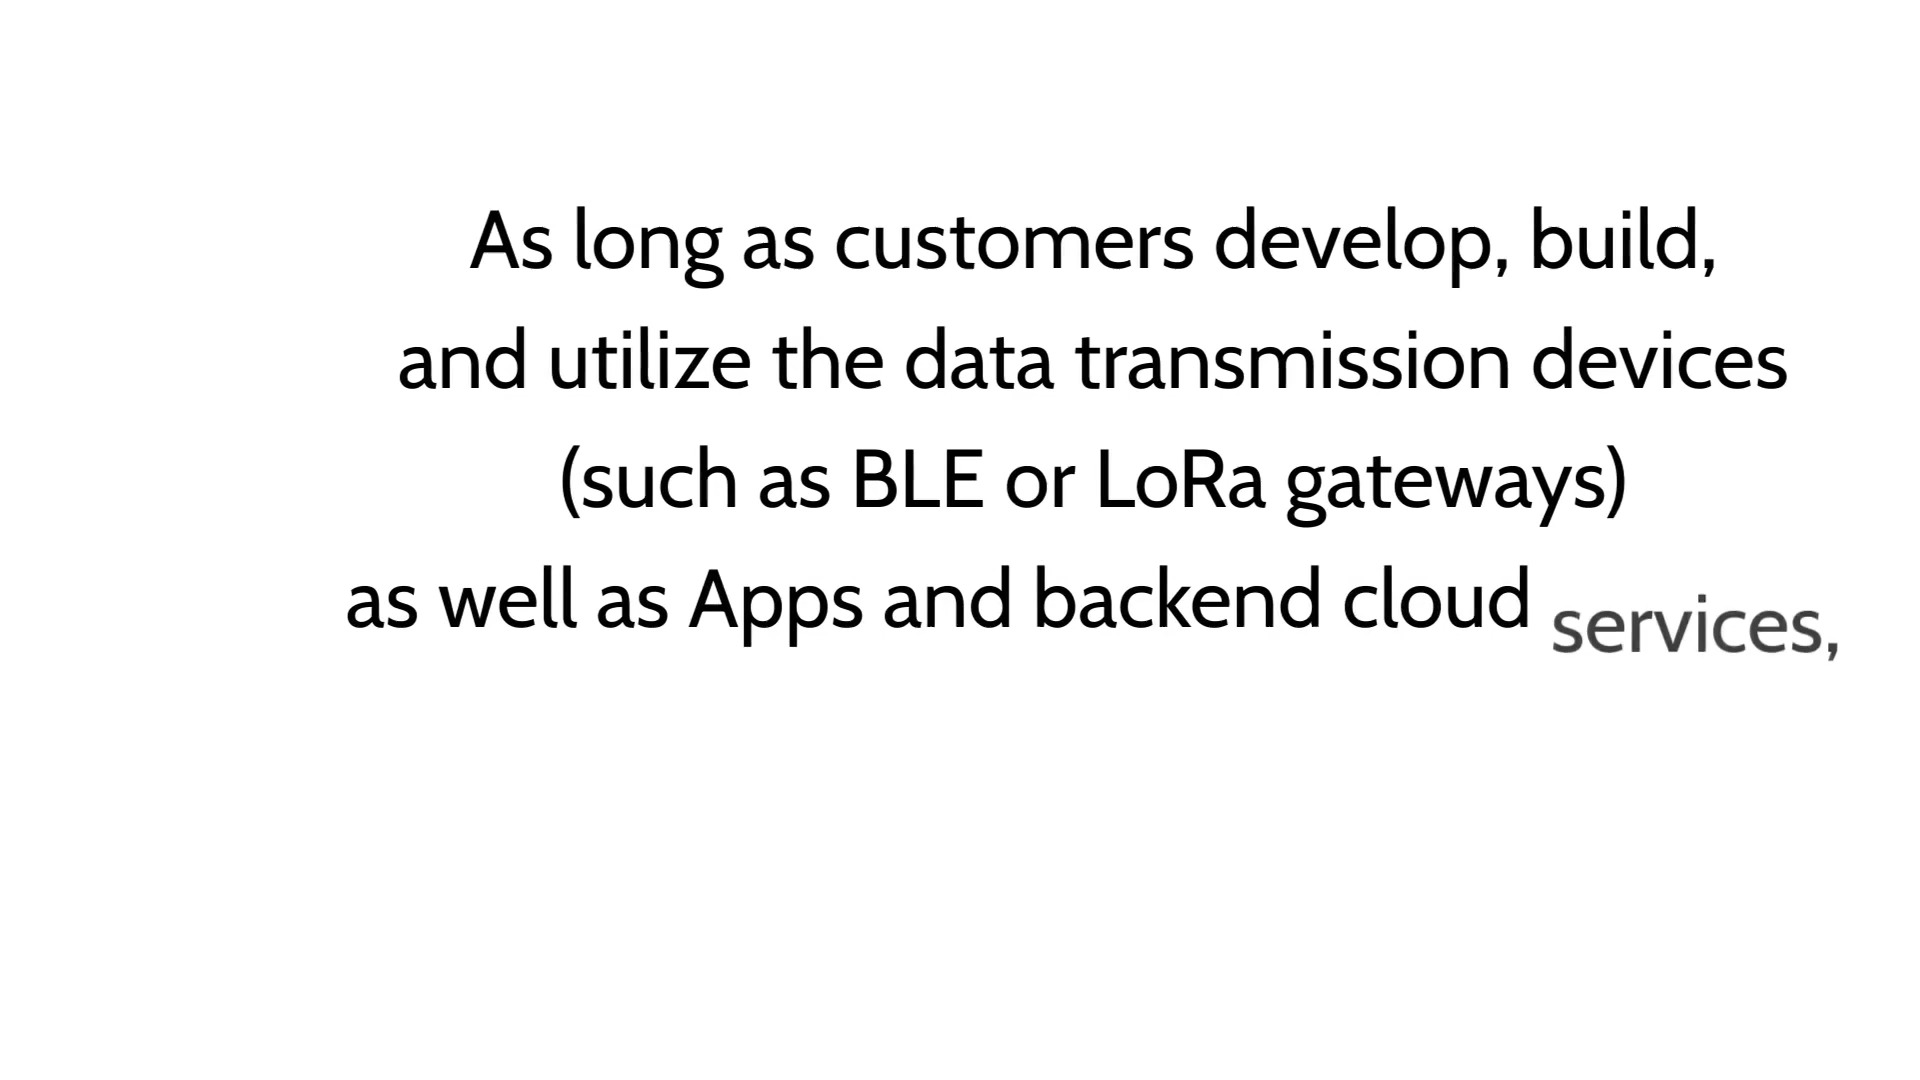 As long as customers develop, build,
and utilize the data transmission devices
(such as BLE or LoRa gateways)
as well as Apps and backend cloud services,